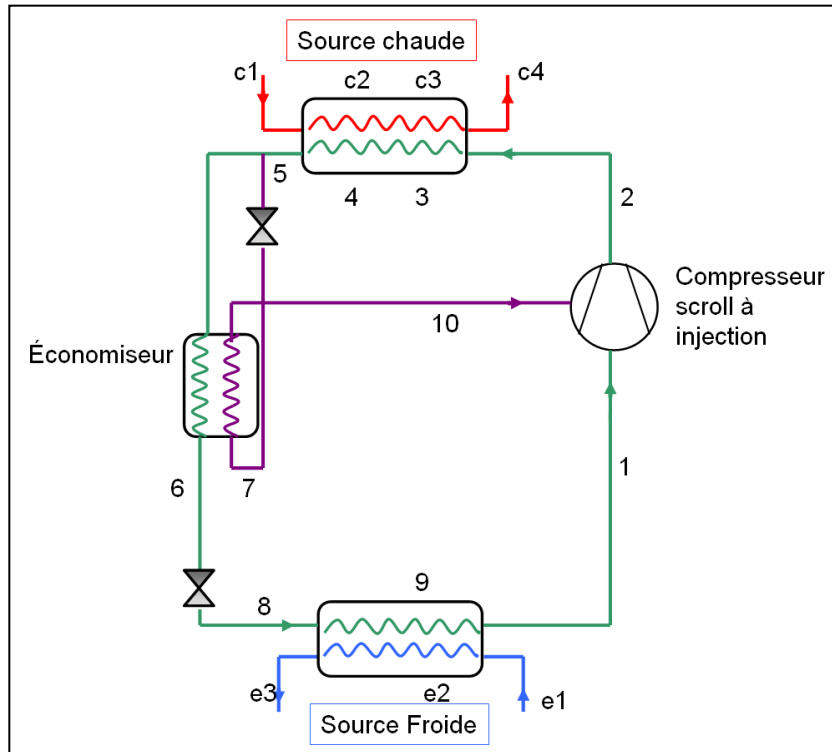 Source chaude
c1
c2
c3
c4
5
4
3
2
10
Compresseur
scroll à
injection
Économiseur
6
7
1
9
8
e3
e2
e1
Source Froide